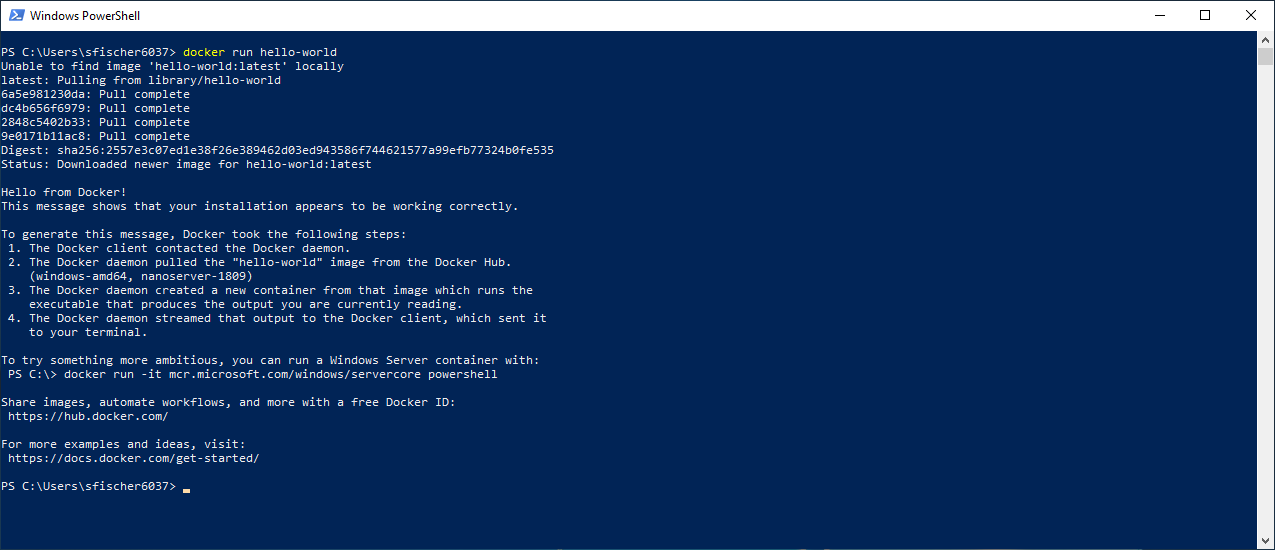 Windows PowerShell
PS C:\Users\sfischer6037> docker run hello-world
Unable to find image 'hello-world:latest' locally
latest: Pulling from library/hello-world
6a5e981230da: Pull complete
dc4b656f6979: Pull complete
2848c5402b33: Pull complete
9e0171b11ac8: Pull complete
Digest: sha256:2557e3c07ed1e38f26e389462d03ed943586f744621577a99efb77324b0fe535
Status: Downloaded newer image for hello-world:latest

Hello from Docker!
This message shows that your installation appears to be working correctly.

To generate this message, Docker took the following steps:
 1. The Docker client contacted the Docker daemon.
 2. The Docker daemon pulled the "hello-world" image from the Docker Hub.
    (windows-amd64, nanoserver-1809)
 3. The Docker daemon created a new container from that image which runs the
    executable that produces the output you are currently reading.
 4. The Docker daemon streamed that output to the Docker client, which sent it
    to your terminal.

To try something more ambitious, you can run a Windows Server container with:
 PS C:\> docker run -it mcr.microsoft.com/windows/servercore powershell

Share images, automate workflows, and more with a free Docker ID:
 https://hub.docker.com/

For more examples and ideas, visit:
 https://docs.docker.com/get-started/

PS C:\Users\sfischer6037>